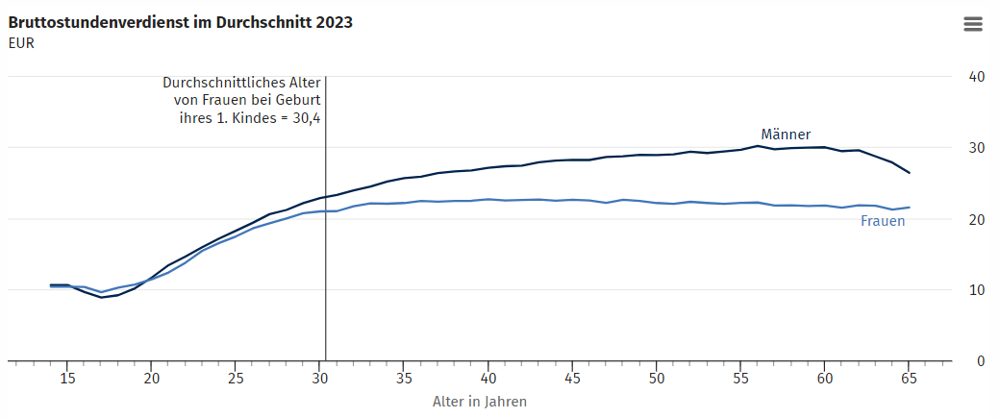 Bruttostundenverdienst im Durchschnitt 2023
EUR
Durchschnittliches Alter
von Frauen bei Geburt
ihres 1. Kindes = 30,4
Männer
Frauen
40
30
20
10
0
15 20 25 30 35 40 45 50 55 60 65
Alter in Jahren